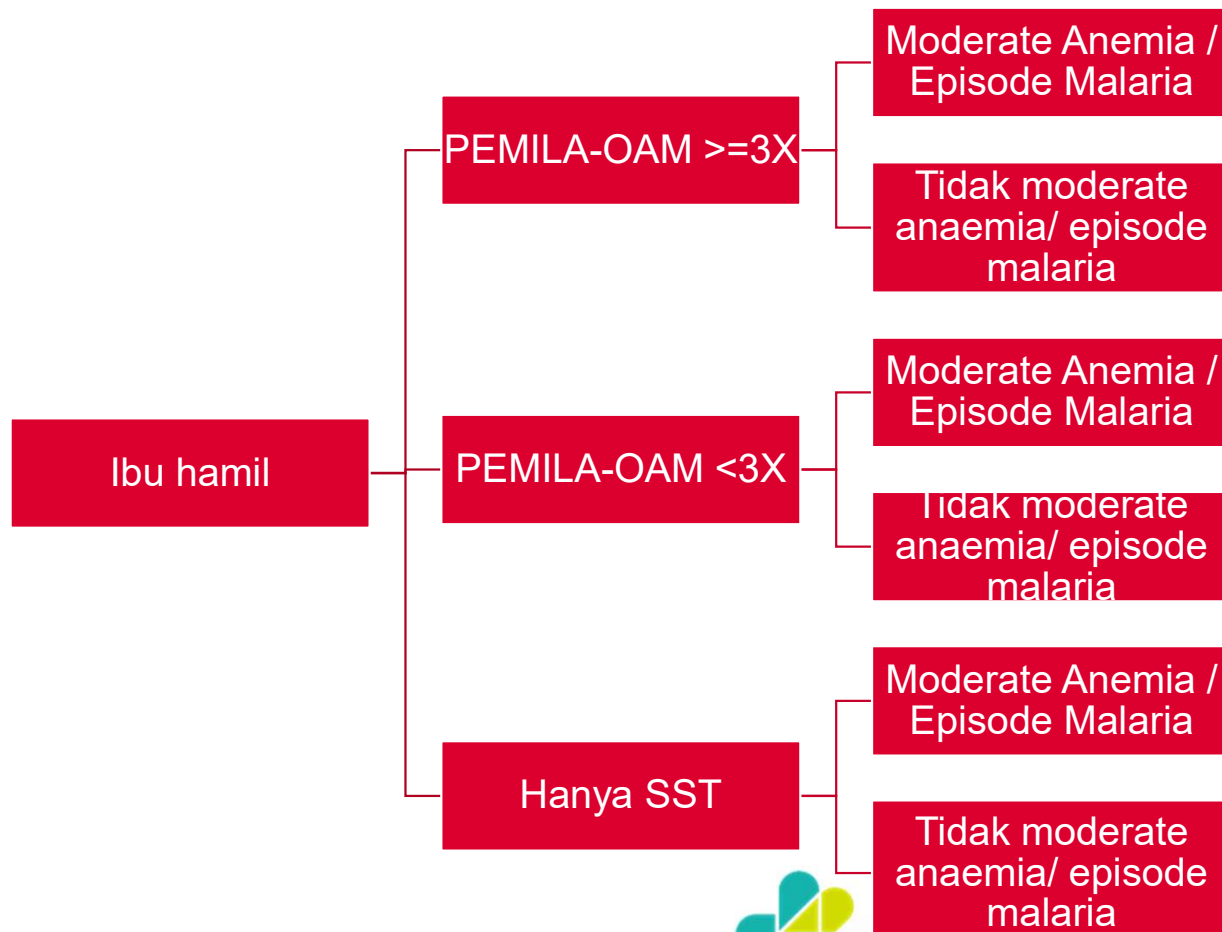 Ibu hamil
PEMILA-OAM >=3X
Moderate Anemia /
Episode Malaria
Tidak moderate
anaemia/ episode
malaria
PEMILA-OAM <3X
Moderate Anemia /
Episode Malaria
Tidak moderate
anaemia/ episode
malaria
Hanya SST
Moderate Anemia /
Episode Malaria
Tidak moderate
anaemia/ episode
malaria